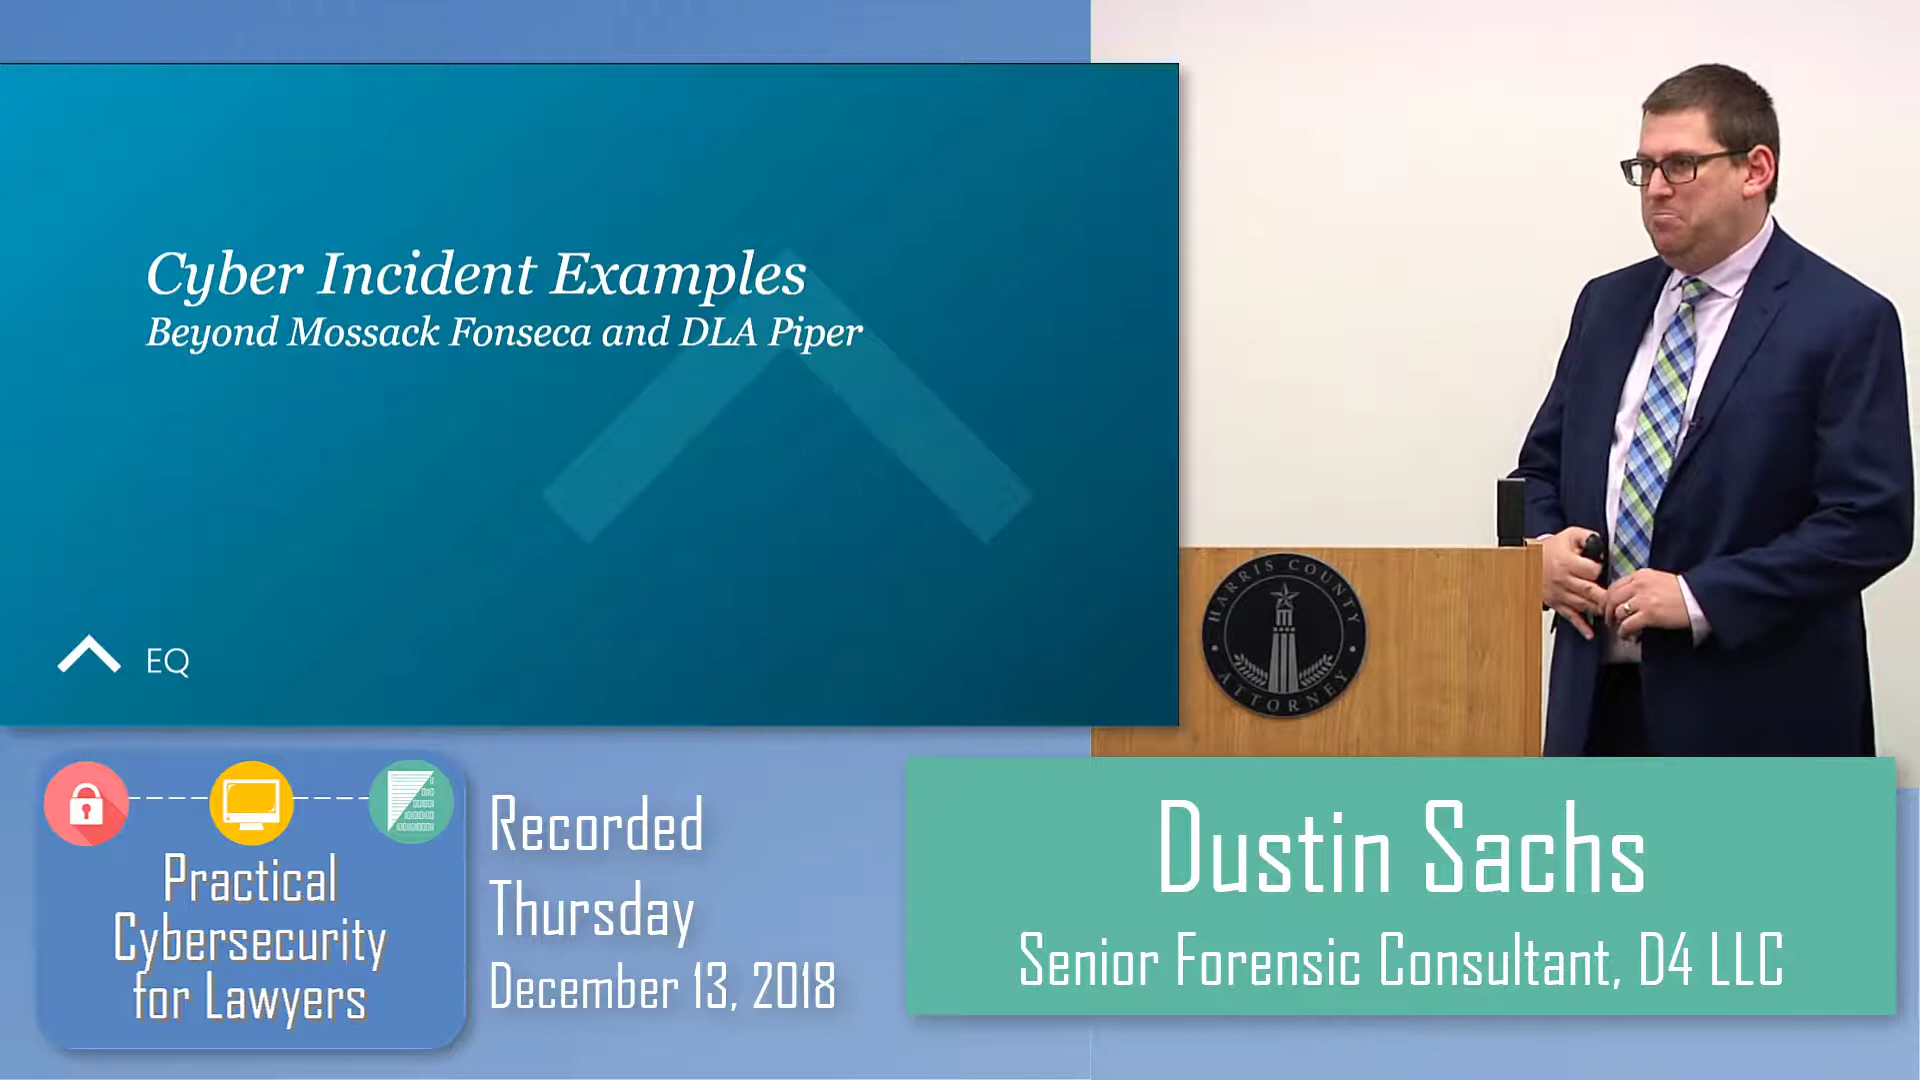 Cyber Incident Examples
Beyond Mossack Fonseca and DLA Piper
EQ
HARRIS COUNTY
ATTORNEY
Practical
Cybersecurity
for Lawyers
Recorded
Thursday
December 13, 2018
Dustin Sachs
Senior Forensic Consultant, D4 LLC